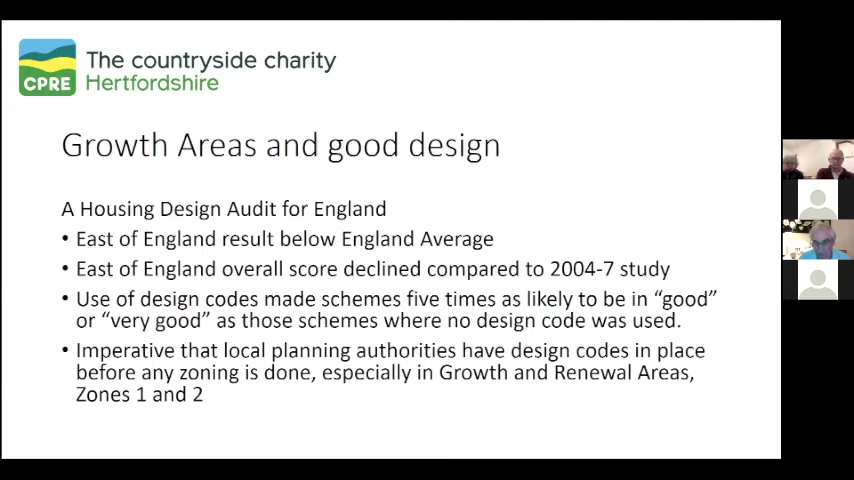 The countryside charity
CPRE
Hertfordshire
Growth Areas and good design
A Housing Design Audit for England
• East of England result below England Average
• East of England overall score declined compared to 2004-7 study
• Use of design codes made schemes five times as likely to be in “good”
or “very good” as those schemes where no design code was used.
• Imperative that local planning authorities have design codes in place
before any zoning is done, especially in Growth and Renewal Areas,
Zones 1 and 2